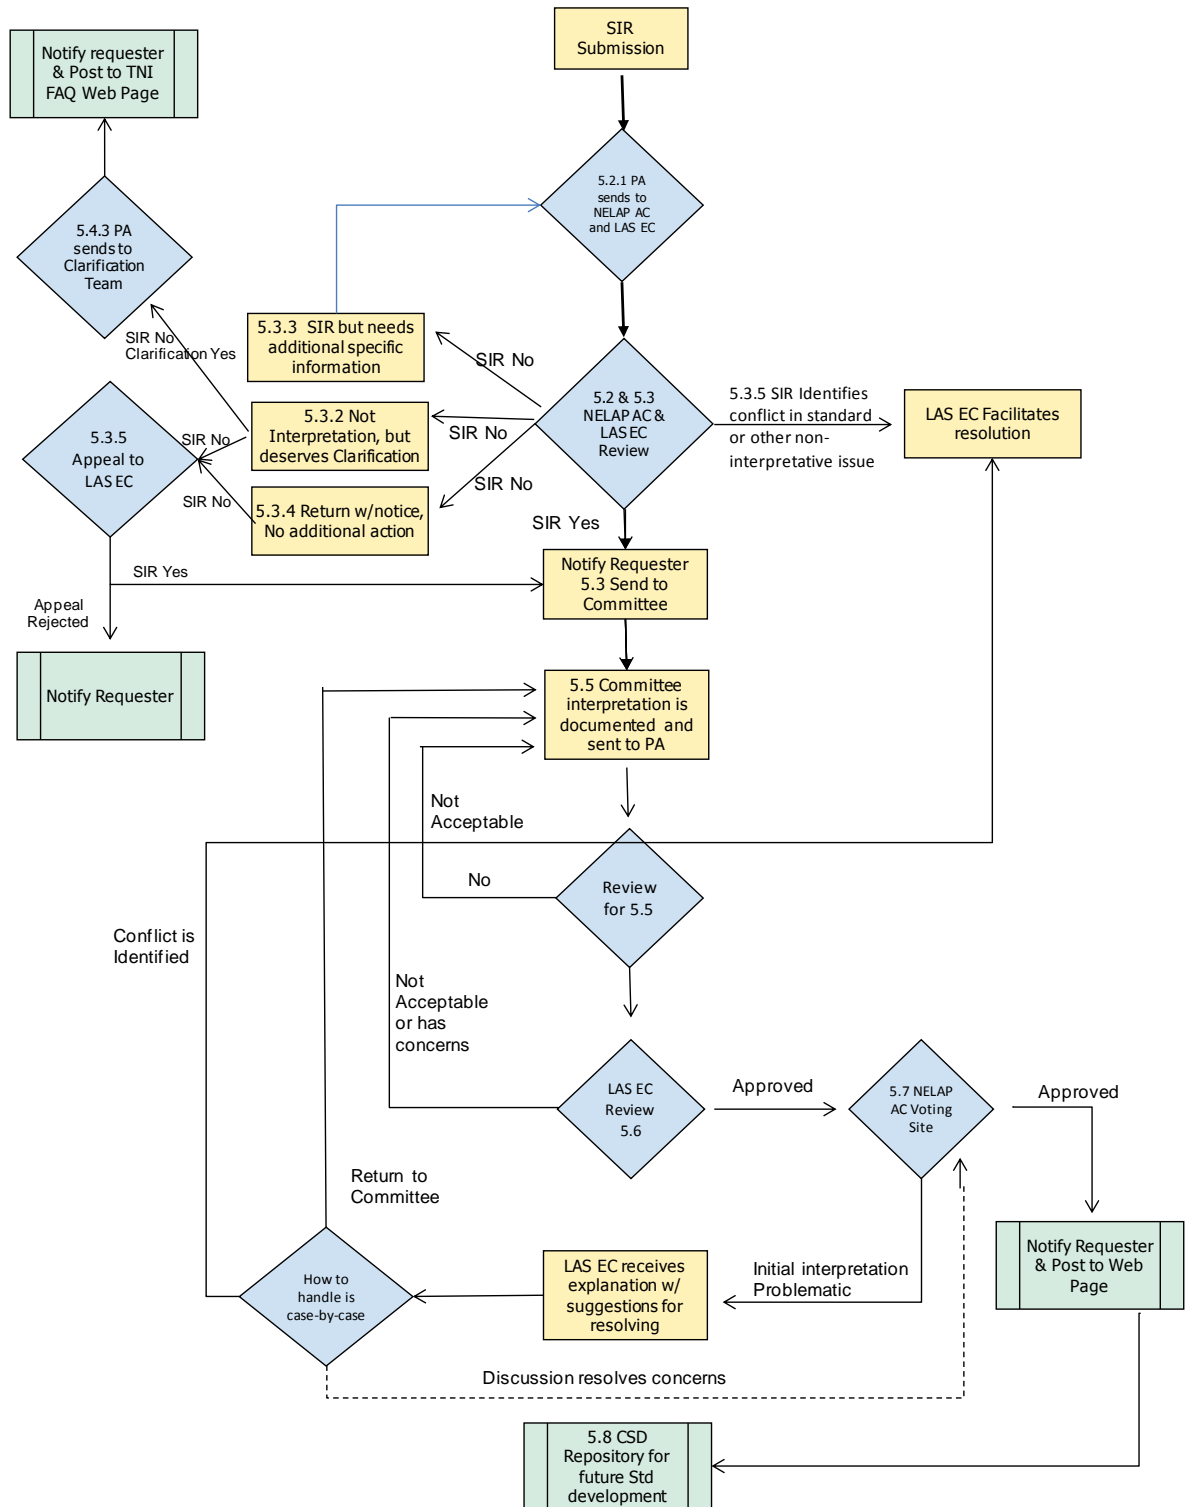 SIR
Submission
Notify requester
& Post to TNI
FAQ Web Page
5.2.1 PA
sends to
NELAP AC
and LAS EC
5.4.3 PA
sends to
Clarification
Team
SIR No
Clarification Yes
5.3.3 SIR but needs
additional specific
information
SIR No
5.2 & 5.3
NELAP AC &
LAS EC
Review
5.3.5 SIR Identifies
conflict in standard
or other non-
interpretative issue
LAS EC Facilitates
resolution
5.3.5
Appeal to
LAS EC
SIR No
5.3.2 Not
Interpretation, but
deserves Clarification
SIR No
SIR No
5.3.4 Return w/notice,
No additional action
SIR No
SIR Yes
Notify Requester
5.3 Send to
Committee
SIR Yes
Appeal
Rejected
Notify Requester
5.5 Committee
interpretation is
documented and
sent to PA
Not
Acceptable
No
Review
for 5.5
Conflict is
Identified
Not
Acceptable
or has
concerns
LAS EC
Review
5.6
Approved
5.7 NELAP
AC Voting
Site
Approved
Return to
Committee
How to
handle is
case-by-case
LAS EC receives
explanation w/
suggestions for
resolving
Initial interpretation
Problematic
Notify Requester
& Post to Web
Page
Discussion resolves concerns
5.8 CSD
Repository for
future Std
development